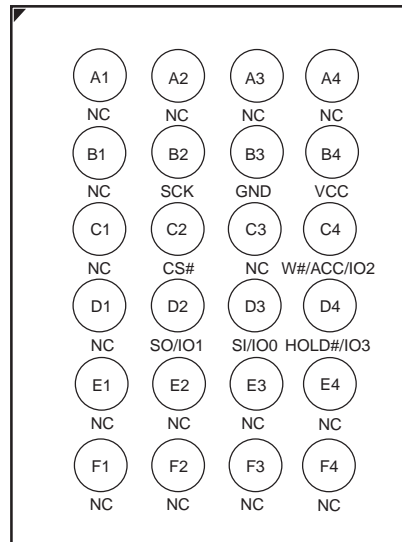 A1 A2 A3 A4
NC NC NC NC
B1 B2 B3 B4
NC SCK GND VCC
C1 C2 C3 C4
NC CS# NC W#/ACC/IO2
D1 D2 D3 D4
NC SO/IO1 SI/IO0 HOLD#/IO3
E1 E2 E3 E4
NC NC NC NC
F1 F2 F3 F4
NC NC NC NC